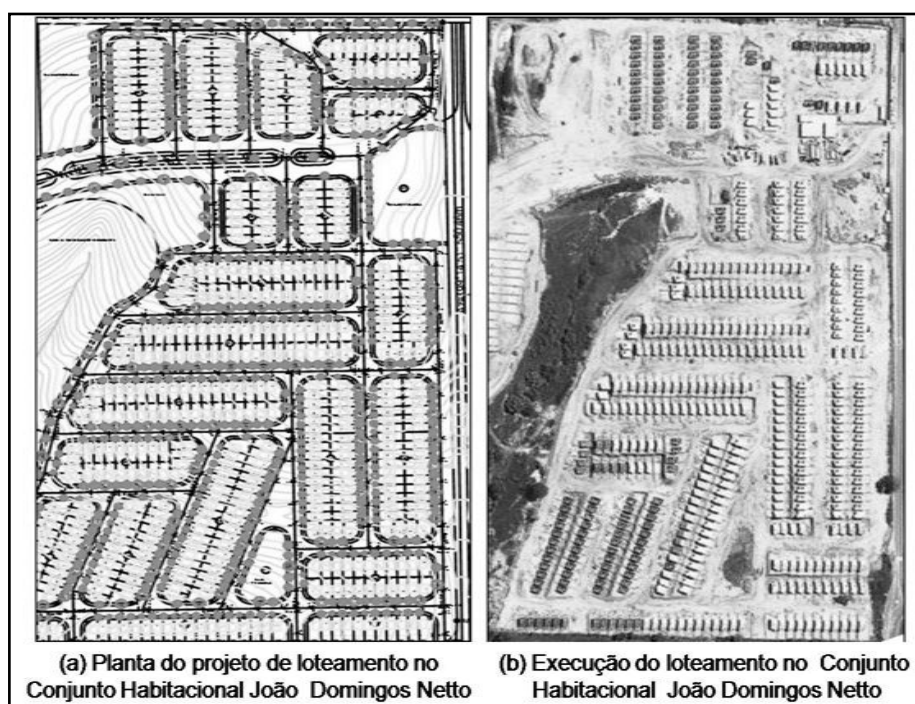 (a) Planta do projeto de loteamento no
Conjunto Habitacional João Domingos Netto
(b) Execução do loteamento no Conjunto
Habitacional João Domingos Netto